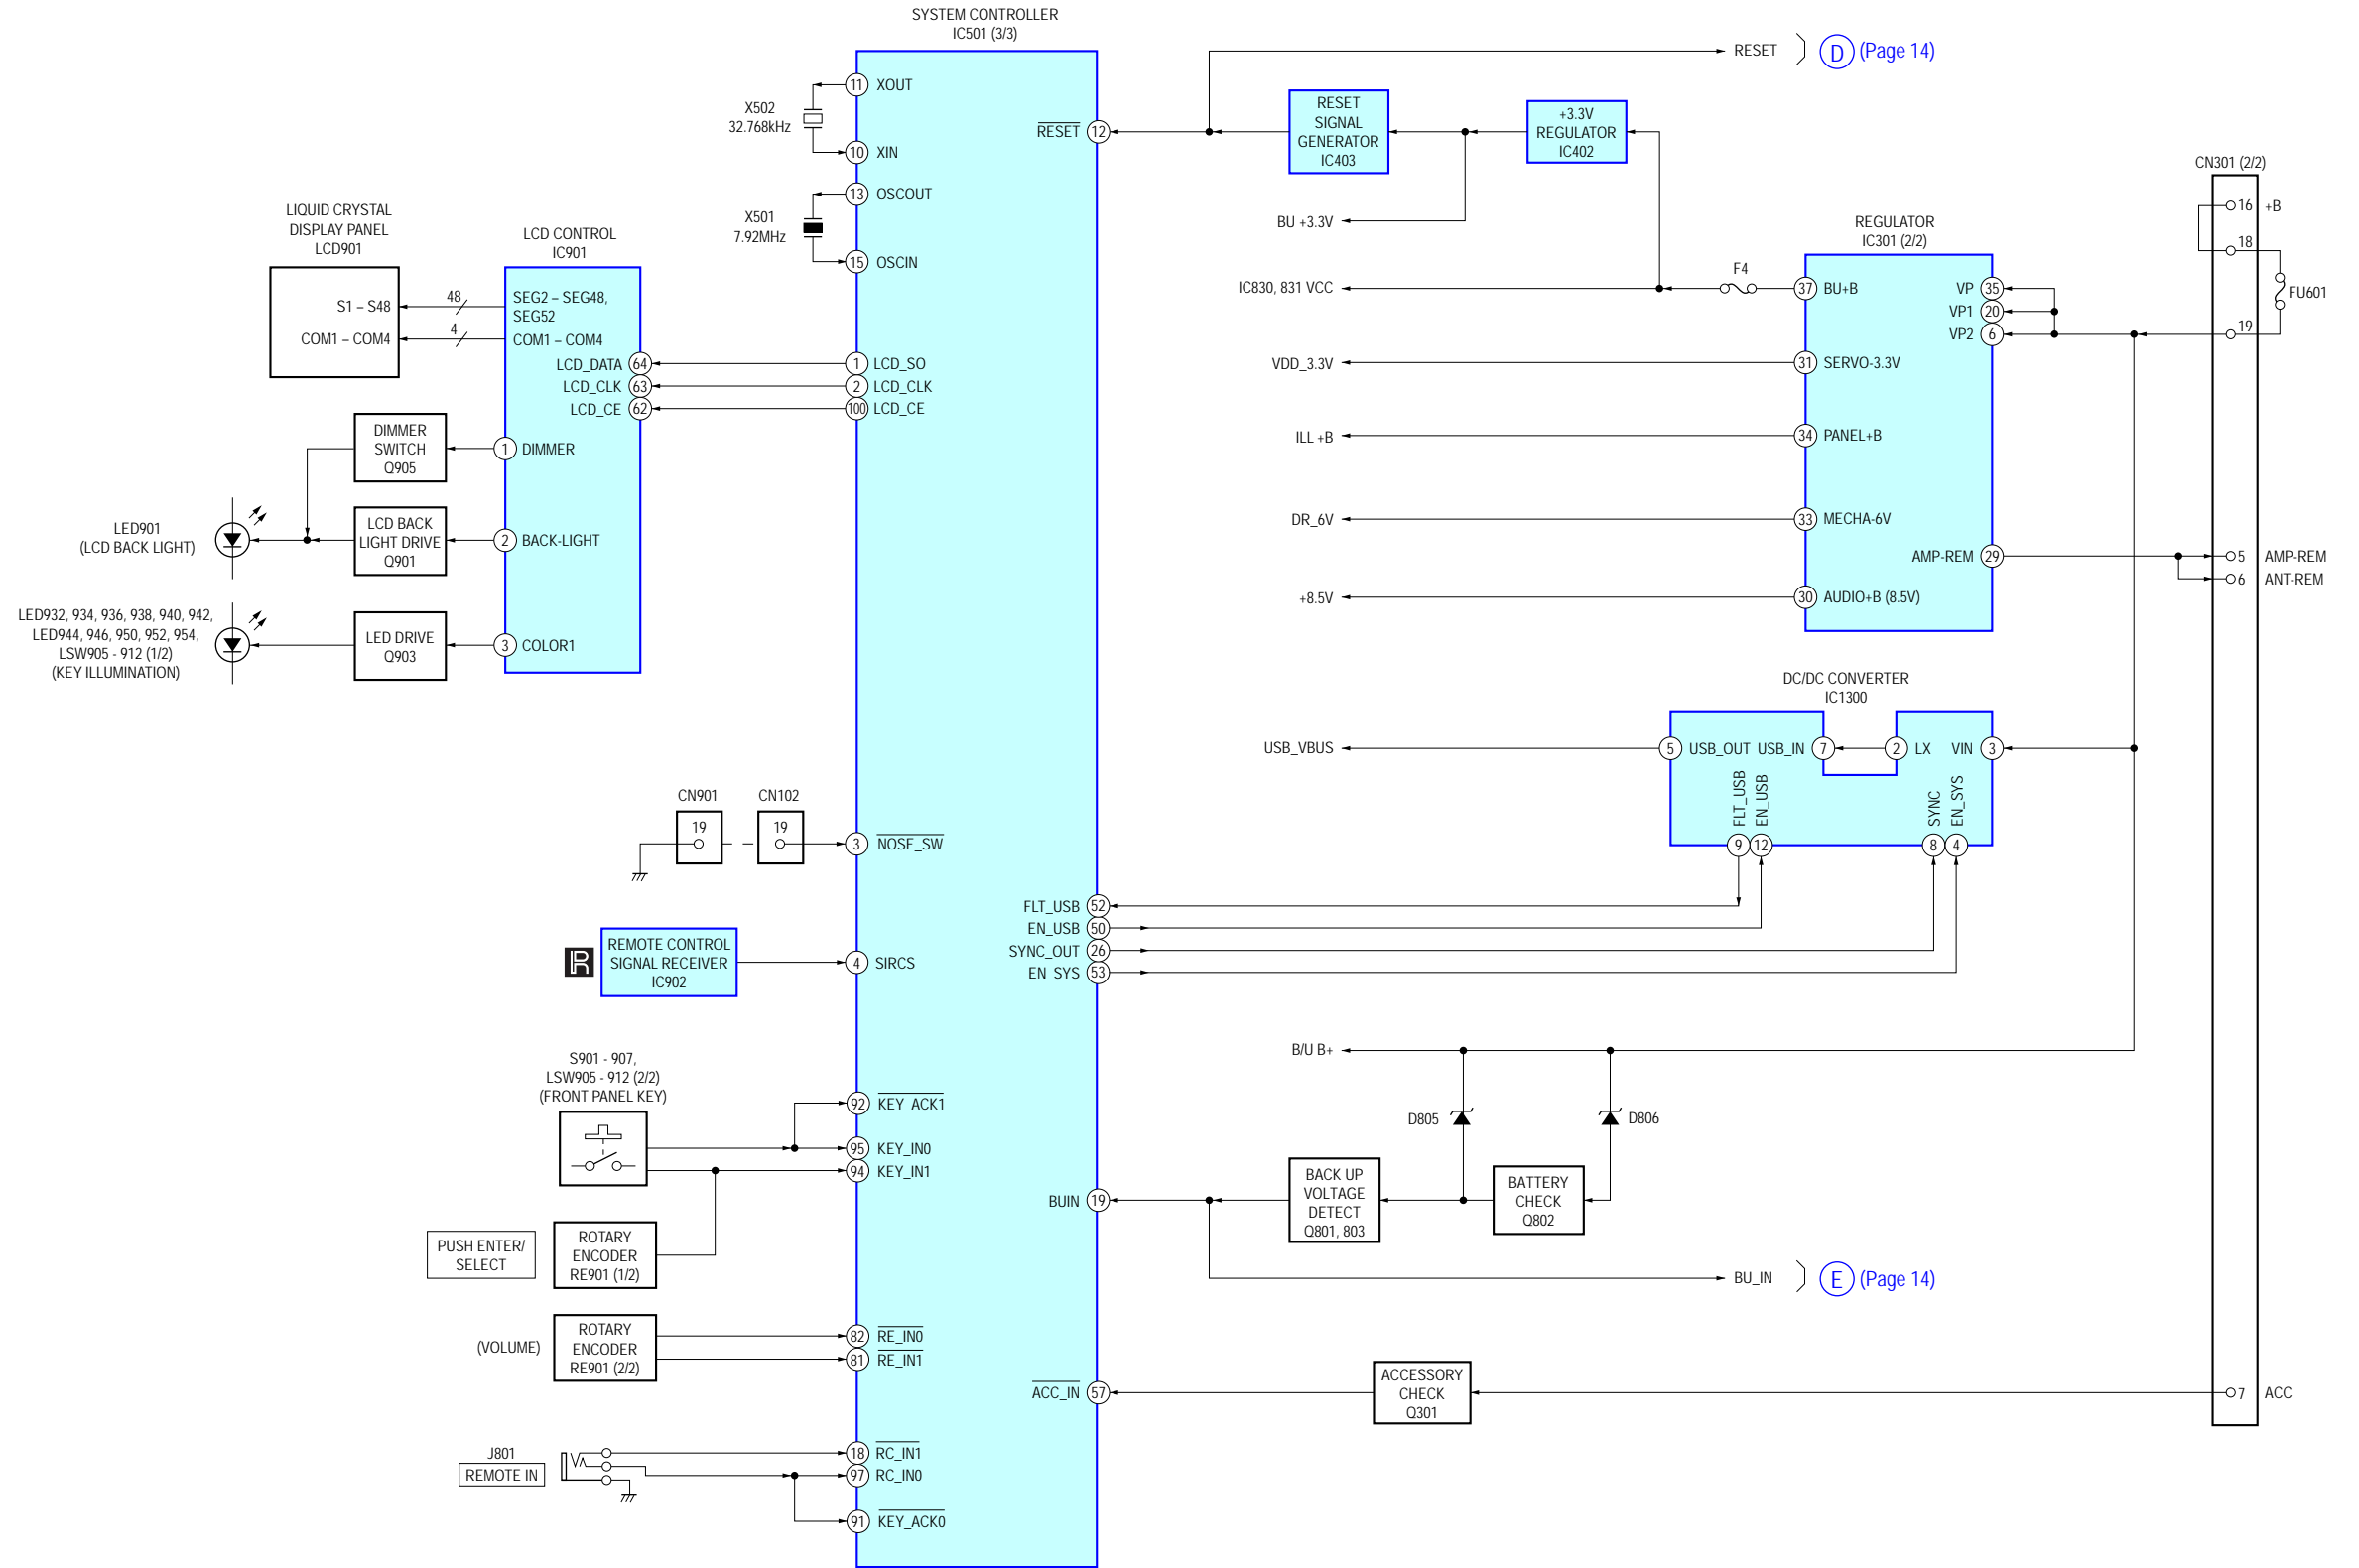 SYSTEM CONTROLLER
IC501 (3/3)
11 XOUT
X502
32.768kHz
10 XIN
13 OSCOUT
X501
7.92MHz
15 OSCIN
RESET 12
RESET
D (Page 14)
RESET
SIGNAL
GENERATOR
IC403
+3.3V
REGULATOR
IC402
BU +3.3V
CN301 (2/2)
16 +B
18
FU601
19
REGULATOR
IC301 (2/2)
IC830, 831 VCC
F4
37 BU+B
VP 35
VP1 20
VP2 6
VDD_3.3V
31 SERVO-3.3V
ILL +B
34 PANEL+B
DR_6V
33 MECHA-6V
AMP-REM 29
5 AMP-REM
6 ANT-REM
+8.5V
30 AUDIO+B (8.5V)
LIQUID CRYSTAL
DISPLAY PANEL
LCD901
LCD CONTROL
IC901
S1 – S48
48
SEG2 – SEG48,
SEG52
COM1 – COM4
4
COM1 – COM4
LCD_DATA 64
1 LCD_SO
LCD_CLK 63
2 LCD_CLK
LCD_CE 62
100 LCD_CE
DIMMER
SWITCH
Q905
1 DIMMER
LED901
(LCD BACK LIGHT)
LCD BACK
LIGHT DRIVE
Q901
2 BACK-LIGHT
LED932, 934, 936, 938, 940, 942,
LED944, 946, 950, 952, 954,
LSW905 - 912 (1/2)
(KEY ILLUMINATION)
LED DRIVE
Q903
3 COLOR1
DC/DC CONVERTER
IC1300
USB_VBUS
5 USB_OUT USB_IN 7
2 LX VIN 3
FLT_USB
EN_USB
SYNC
EN_SYS
9 12 8 4
CN901
CN102
19
19
3 NOSE_SW
FLT_USB 52
EN_USB 50
SYNC_OUT 26
EN_SYS 53
R
REMOTE CONTROL
SIGNAL RECEIVER
IC902
4 SIRCS
B/U B+
D805
D806
S901 - 907,
LSW905 - 912 (2/2)
(FRONT PANEL KEY)
92 KEY_ACK1
95 KEY_IN0
94 KEY_IN1
BUIN 19
BACK UP
VOLTAGE
DETECT
Q801, 803
BATTERY
CHECK
Q802
BU_IN
E (Page 14)
PUSH ENTER/
SELECT
ROTARY
ENCODER
RE901 (1/2)
(VOLUME)
ROTARY
ENCODER
RE901 (2/2)
82 RE_IN0
81 RE_IN1
ACC_IN 57
ACCESSORY
CHECK
Q301
7 ACC
J801
REMOTE IN
18 RC_IN1
97 RC_IN0
91 KEY_ACK0